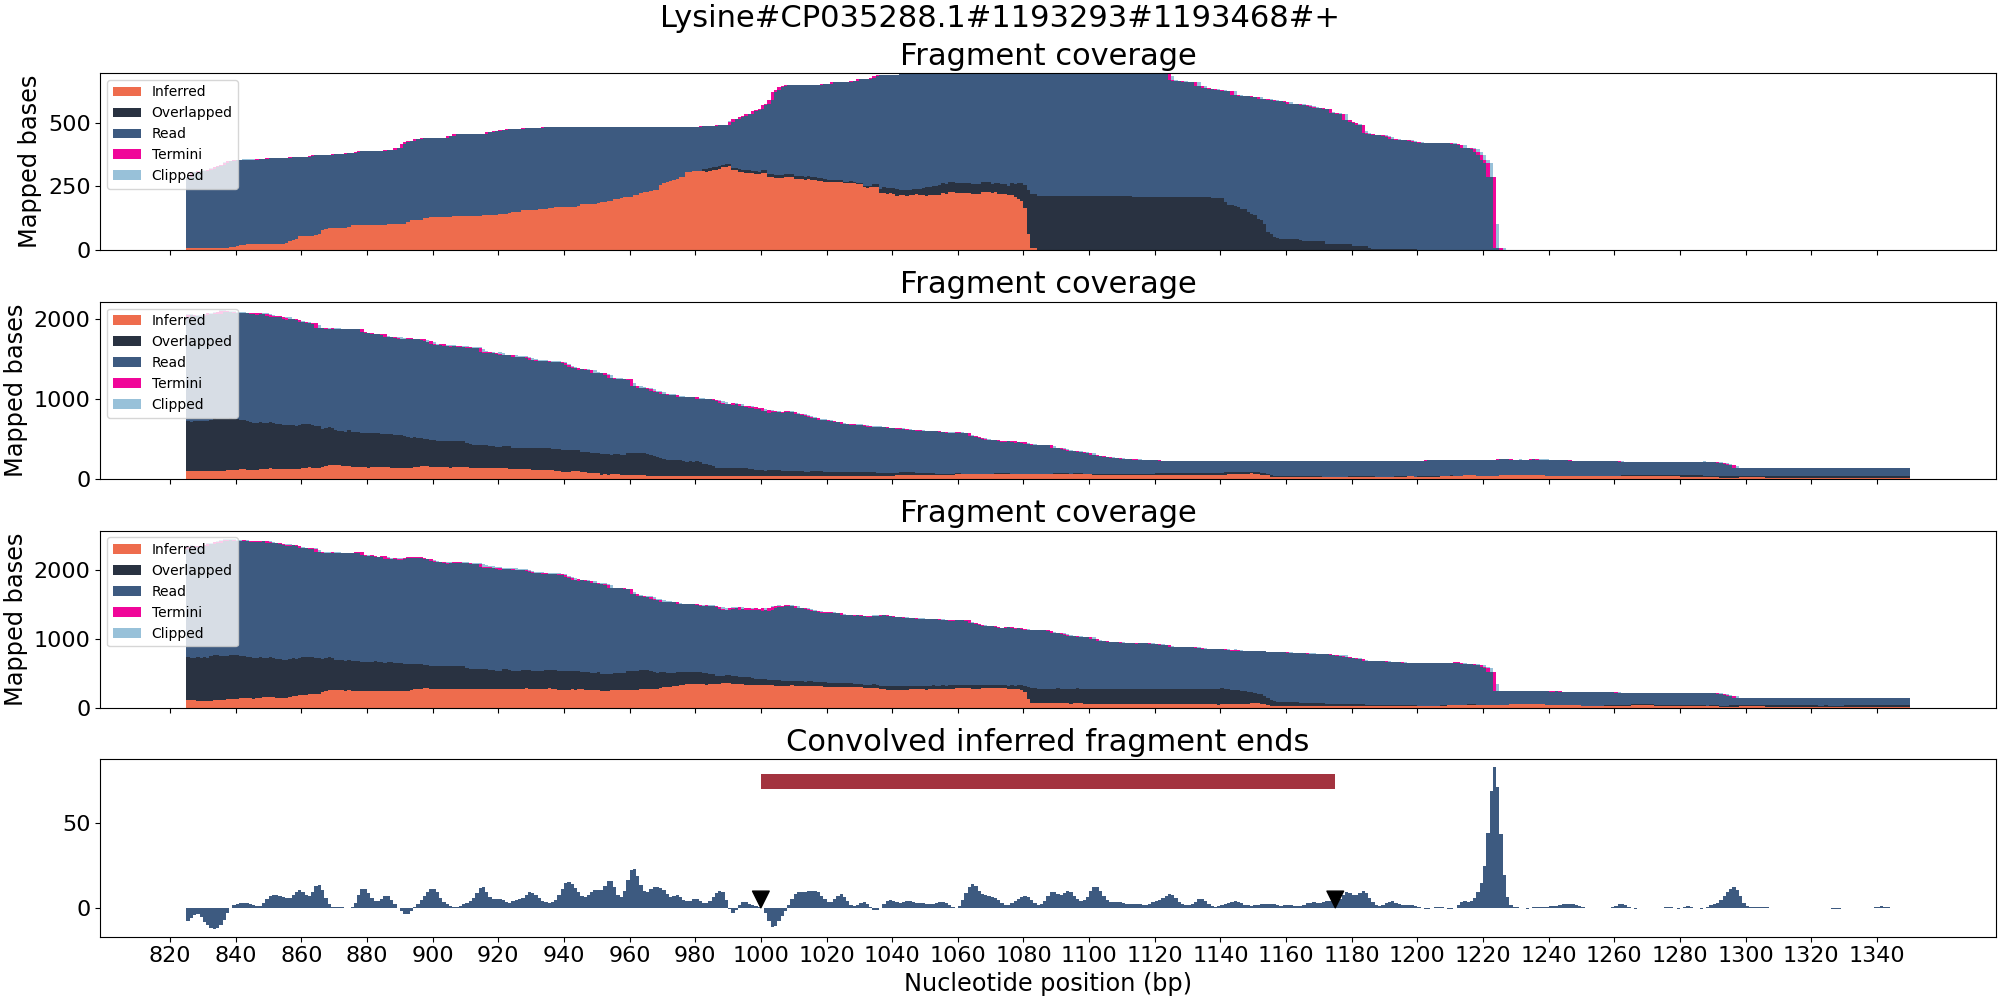 Lysine#CP035288.1#1193293#1193468#+
Fragment coverage
Mapped bases
500
250
0
Inferred
Overlapped
Read
Termini
Clipped
Fragment coverage
Mapped bases
2000
1000
0
Inferred
Overlapped
Read
Termini
Clipped
Fragment coverage
Mapped bases
2000
1000
0
Inferred
Overlapped
Read
Termini
Clipped
Convolved inferred fragment ends
50
0
820 840 860 880 900 920 940 960 980 1000 1020 1040 1060 1080 1100 1120 1140 1160 1180 1200 1220 1240 1260 1280 1300 1320 1340
Nucleotide position (bp)